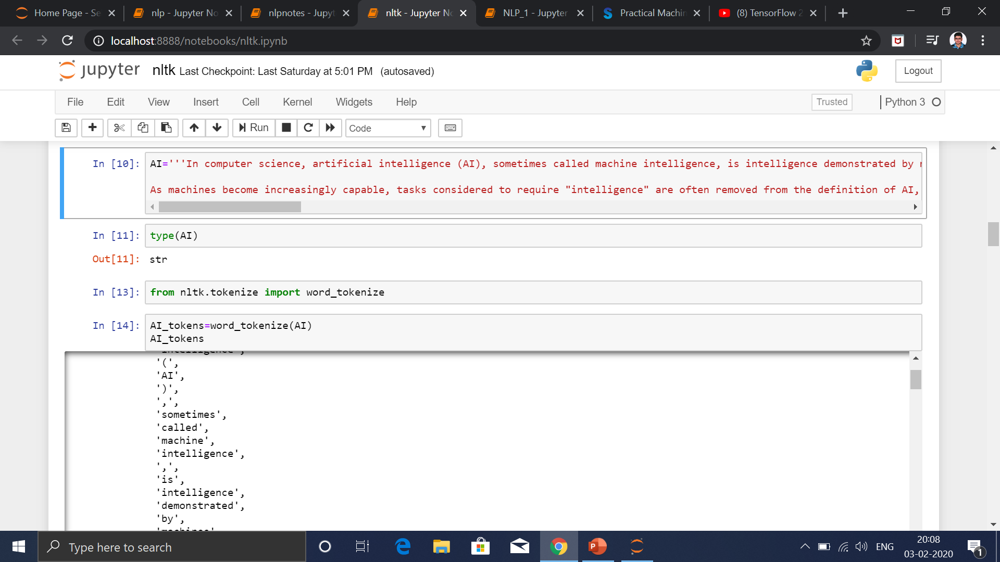 Home Page - Se
nlp - Jupyter No
nlpnotes - Jupyt
nltk - Jupyter No
NLP_1 - Jupyter
Practical Machin
(8) TensorFlow 2
localhost:8888/notebooks/nltk.ipynb
jupyter nltk Last Checkpoint: Last Saturday at 5:01 PM (autosaved)
Logout
File Edit View Insert Cell Kernel Widgets Help
Trusted
Python 3
Run
Code
In [10]: AI='''In computer science, artificial intelligence (AI), sometimes called machine intelligence, is intelligence demonstrated by
As machines become increasingly capable, tasks considered to require "intelligence" are often removed from the definition of AI,
In [11]: type(AI)
Out[11]: str
In [13]: from nltk.tokenize import word_tokenize
In [14]: AI_tokens=word_tokenize(AI)
AI_tokens
'intelligence',
'(',
'AI',
')',
',',
'sometimes',
'called',
'machine',
'intelligence',
',',
'is',
'intelligence',
'demonstrated',
'by',
Type here to search
P
ENG
20:08
03-02-2020
1